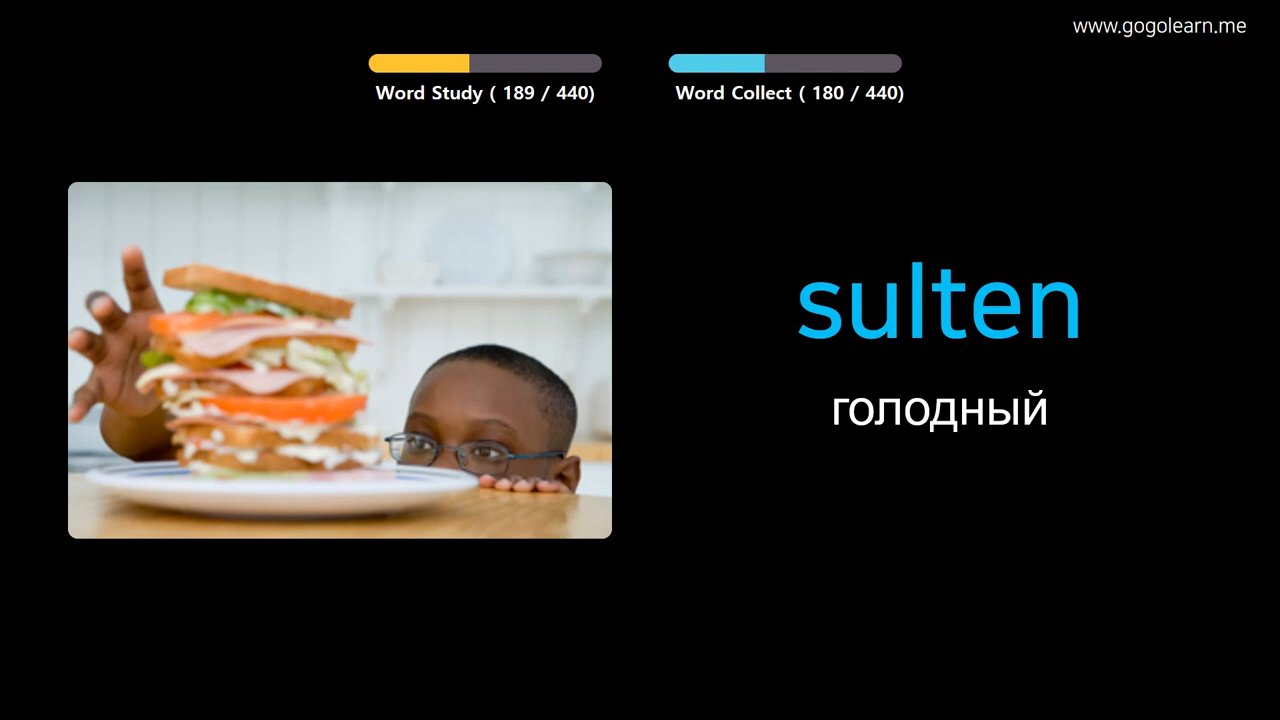 www.gogolearn.me
Word Study ( 189 / 440)
Word Collect ( 180 / 440)
sulten
голодный